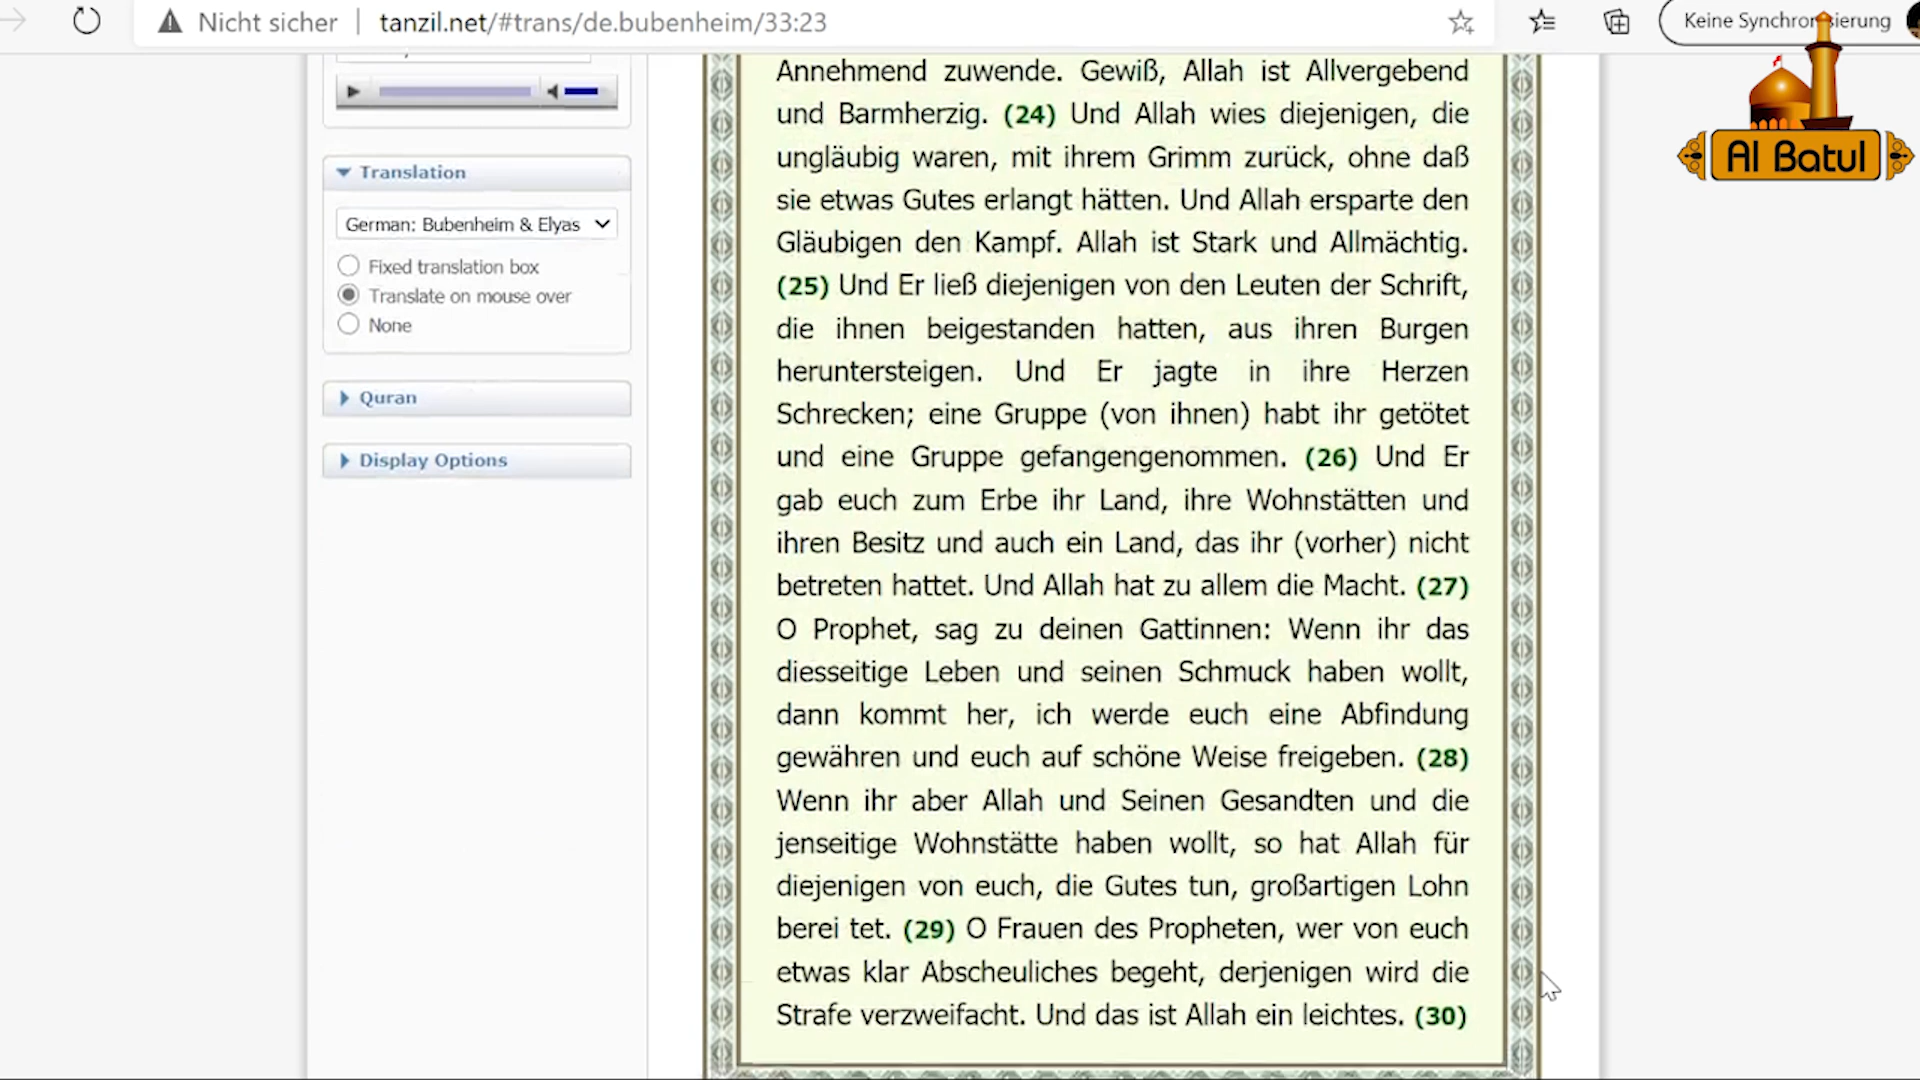 Nicht sicher
tanzil.net/#trans/de.bubenheim/33:23
Keine Synchronisierung
Al Batul
Translation
German: Bubenheim & Elyas
Fixed translation box
Translate on mouse over
None
Quran
Display Options
Annehmend zuwende. Gewiß, Allah ist Allvergebend
und Barmherzig. (24) Und Allah wies diejenigen, die
ungläubig waren, mit ihrem Grimm zurück, ohne daß
sie etwas Gutes erlangt hätten. Und Allah ersparte den
Gläubigen den Kampf. Allah ist Stark und Allmächtig.
(25) Und Er ließ diejenigen von den Leuten der Schrift,
die ihnen beigestanden hatten, aus ihren Burgen
heruntersteigen. Und Er jagte in ihre Herzen
Schrecken; eine Gruppe (von ihnen) habt ihr getötet
und eine Gruppe gefangengenommen. (26) Und Er
gab euch zum Erbe ihr Land, ihre Wohnstätten und
ihren Besitz und auch ein Land, das ihr (vorher) nicht
betreten hattet. Und Allah hat zu allem die Macht. (27)
O Prophet, sag zu deinen Gattinnen: Wenn ihr das
diesseitige Leben und seinen Schmuck haben wollt,
dann kommt her, ich werde euch eine Abfindung
gewähren und euch auf schöne Weise freigeben. (28)
Wenn ihr aber Allah und Seinen Gesandten und die
jenseitige Wohnstätte haben wollt, so hat Allah für
diejenigen von euch, die Gutes tun, großartigen Lohn
berei tet. (29) O Frauen des Propheten, wer von euch
etwas klar Abscheuliches begeht, derjenigen wird die
Strafe verzweifacht. Und das ist Allah ein leichtes. (30)